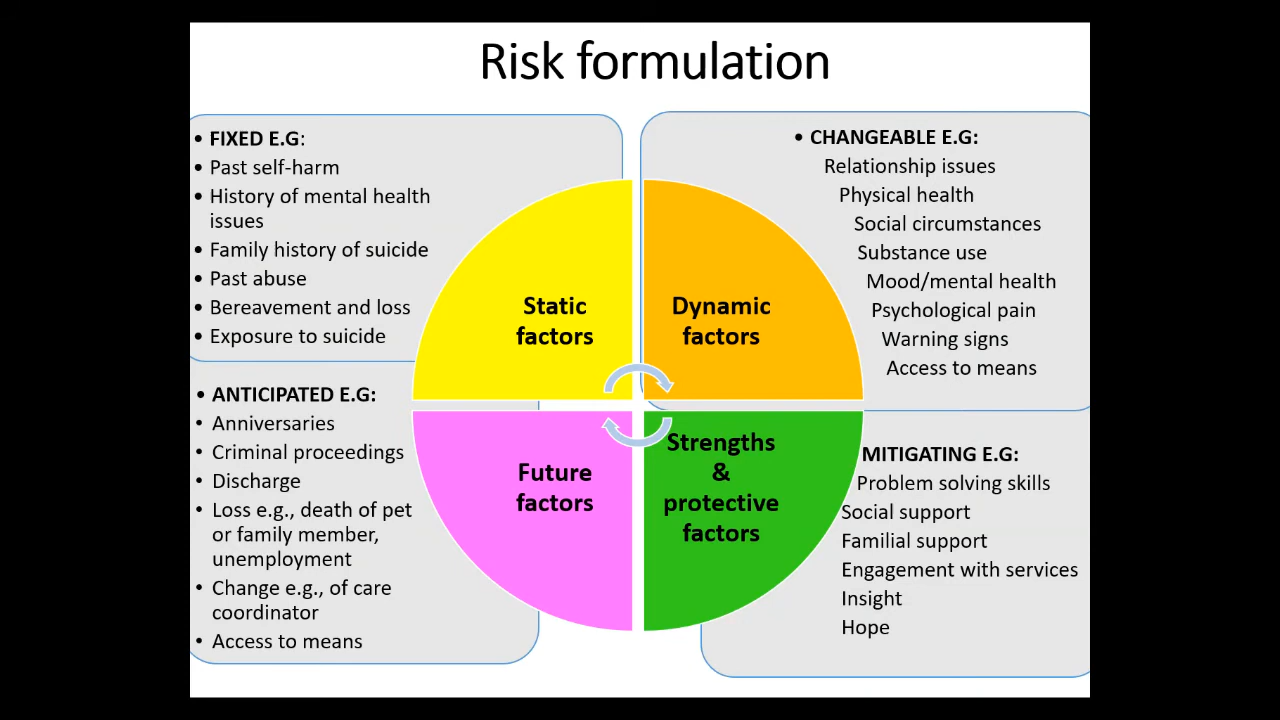 Risk formulation
• FIXED E.G:
• Past self-harm
• History of mental health
issues
• Family history of suicide
• Past abuse
• Bereavement and loss
• Exposure to suicide
• CHANGEABLE E.G:
Relationship issues
Physical health
Social circumstances
Substance use
Mood/mental health
Psychological pain
Warning signs
Access to means
Static
factors
Dynamic
factors
• ANTICIPATED E.G:
• Anniversaries
• Criminal proceedings
• Discharge
• Loss e.g., death of pet
or family member,
unemployment
• Change e.g., of care
coordinator
• Access to means
Future
factors
Strengths
&
protective
factors
MITIGATING E.G:
Problem solving skills
Social support
Familial support
Engagement with services
Insight
Hope